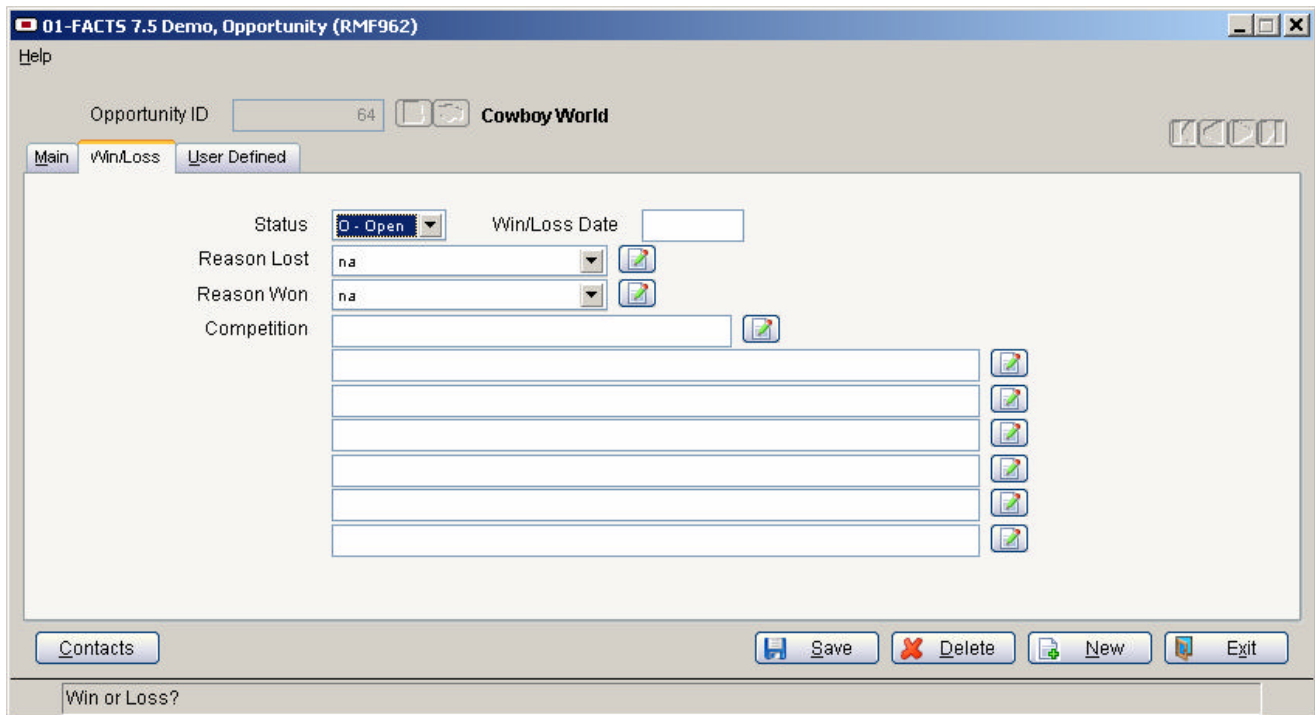 01-FACTS 7.5 Demo, Opportunity (RMF962)
Help
Opportunity ID 64 Cowboy World
Main Win/Loss User Defined
Status O - Open Win/Loss Date
Reason Lost na
Reason Won na
Competition
Contacts Save Delete New Exit
Win or Loss?